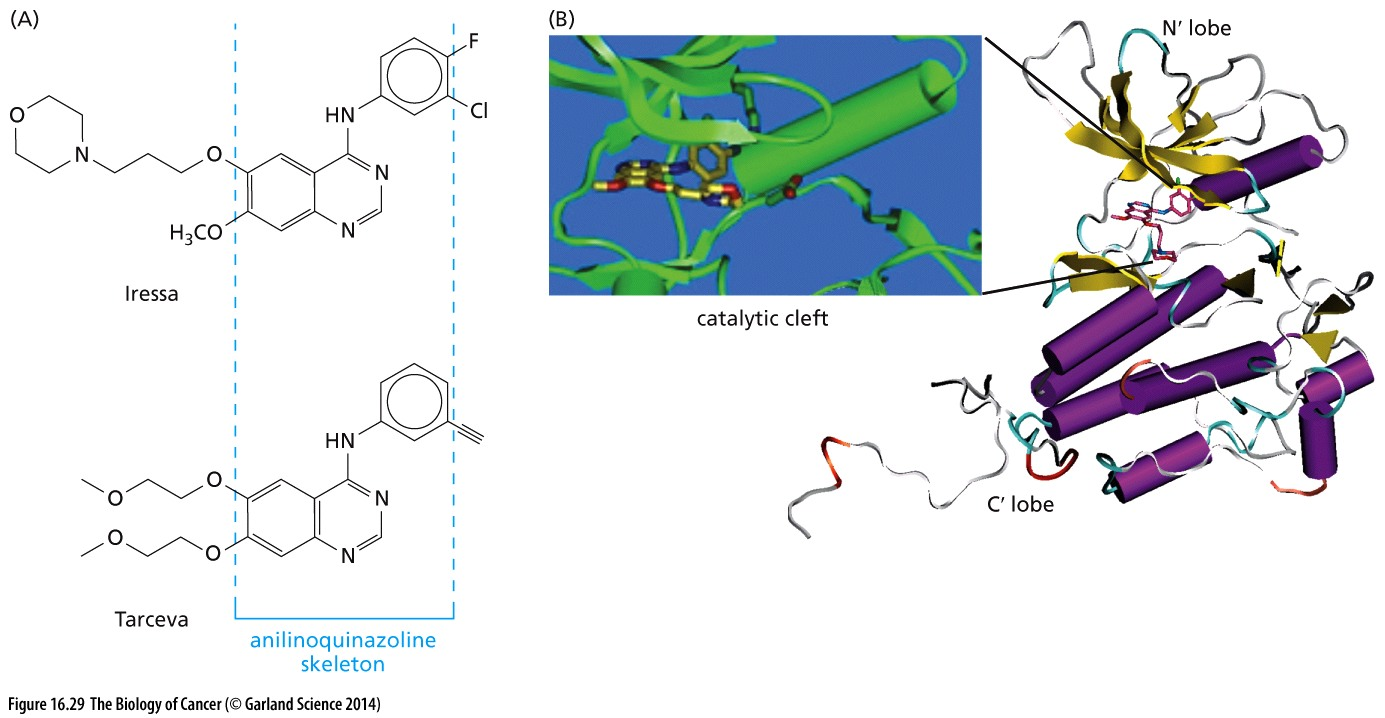 (A)
F
Cl
HN
O
N
O
N
H₃CO
N
Iressa
HN
O
N
O
O
O
N
Tarceva
anilinoquinazoline
skeleton
(B)
N′ lobe
catalytic cleft
C′ lobe
Figure 16.29 The Biology of Cancer (© Garland Science 2014)